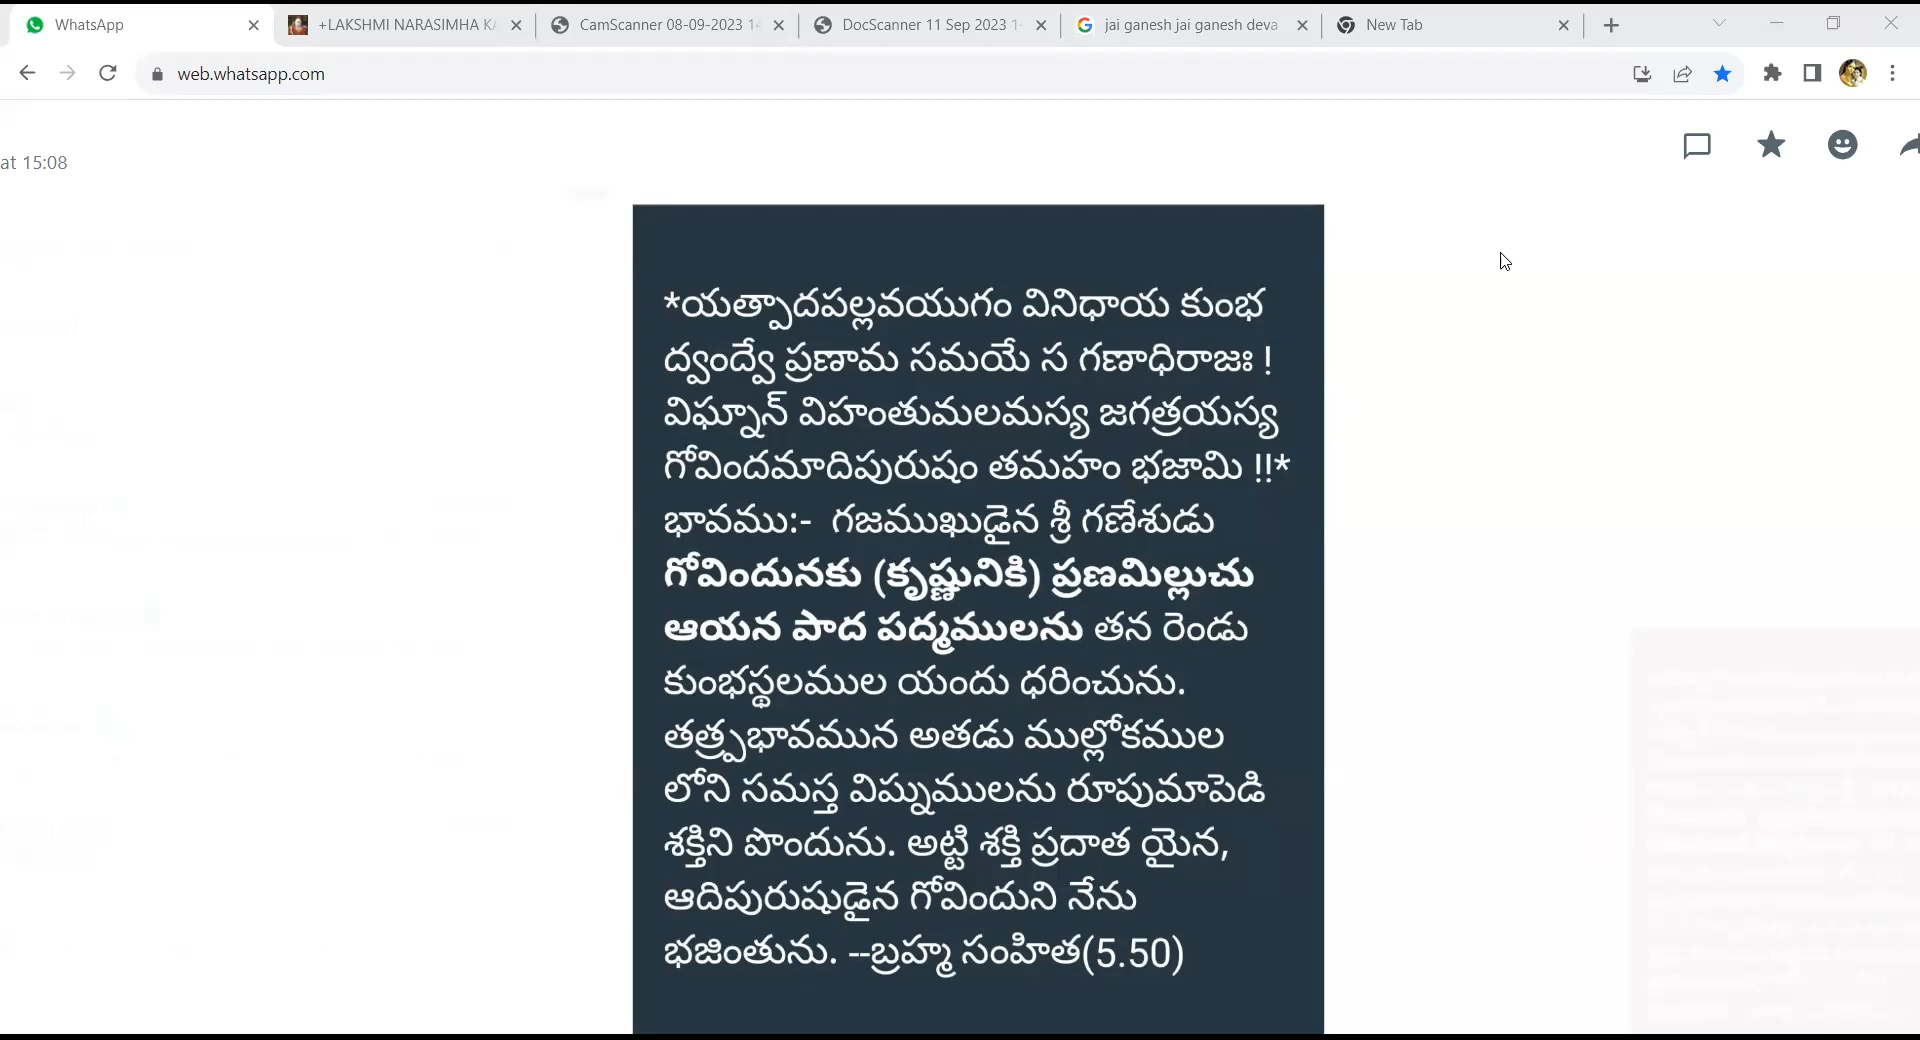 WhatsApp
+LAKSHMI NARASIMHA KA
CamScanner 08-09-2023 14
DocScanner 11 Sep 2023 1-
jai ganesh jai ganesh deva
New Tab
web.whatsapp.com
at 15:08
*యత్పాదపల్లవయుగం వినిధాయ కుంభ
ద్వంద్వే ప్రణామ సమయే స గణాధిరాజః !
విఘ్నాన్ విహంతుమలమస్య జగత్రయస్య
గోవిందమాదిపురుషం తమహం భజామి !!*
భావము:- గజముఖుడైన శ్రీ గణేశుడు
గోవిందునకు (కృష్ణునికి) ప్రణమిల్లుచు
ఆయన పాద పద్మములను తన రెండు
కుంభస్థలముల యందు ధరించును.
తత్ప్రభావమున అతడు ముల్లోకముల
లోని సమస్త విఘ్నములను రూపుమాపెడి
శక్తిని పొందును. అట్టి శక్తి ప్రదాత యైన,
ఆదిపురుషుడైన గోవిందుని నేను
భజింతును. --బ్రహ్మ సంహిత(5.50)